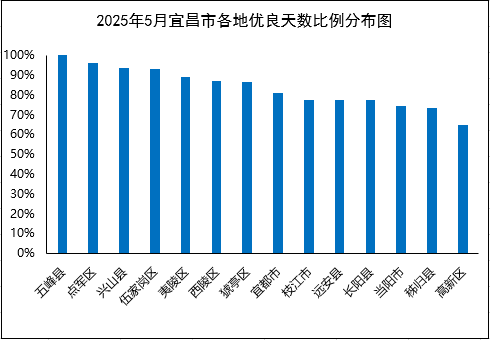 2025年5月宜昌市各地优良天数比例分布图
100%
90%
80%
70%
60%
50%
40%
30%
20%
10%
0%
五峰县
点军区
兴山县
伍家岗区
夷陵区
西陵区
猇亭区
宜都市
枝江市
远安县
长阳县
当阳市
秭归县
高新区